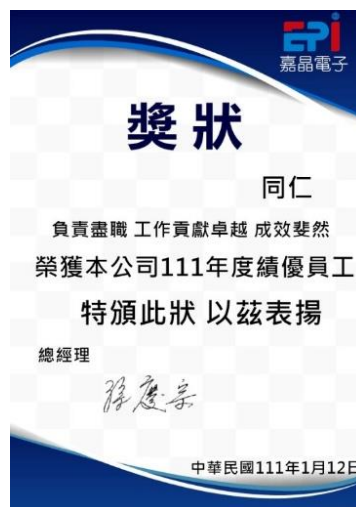 EPI
嘉晶電子
獎狀
同仁
負責盡職 工作貢獻卓越 成效斐然
榮獲本公司111年度績優員工
特頒此狀 以茲表揚
總經理
孫慶宗
中華民國111年1月12日